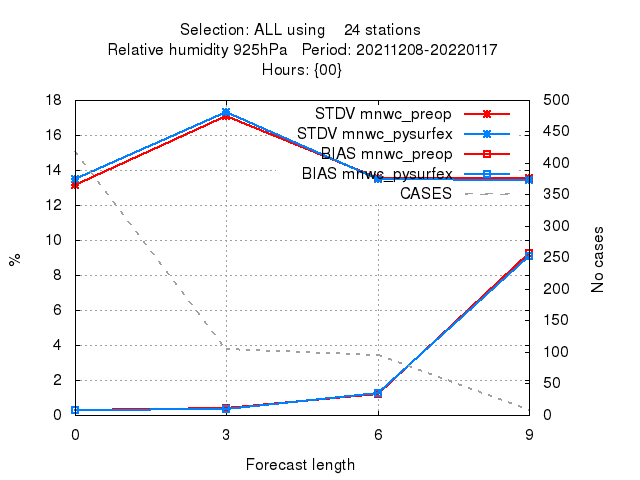 Selection: ALL using 24 stations
Relative humidity 925hPa Period: 20211208-20220117
Hours: {00}
18 500
STDV mnwc_preop
16 450
STDV mnwc_pysurfex
BIAS mnwc_preop
14 400
BIAS mnwc_pysurfex
12 350
CASES
10 300
8 250
6 200
4 150
2 100
0 50
0
%
No cases
0 3 6 9
Forecast length